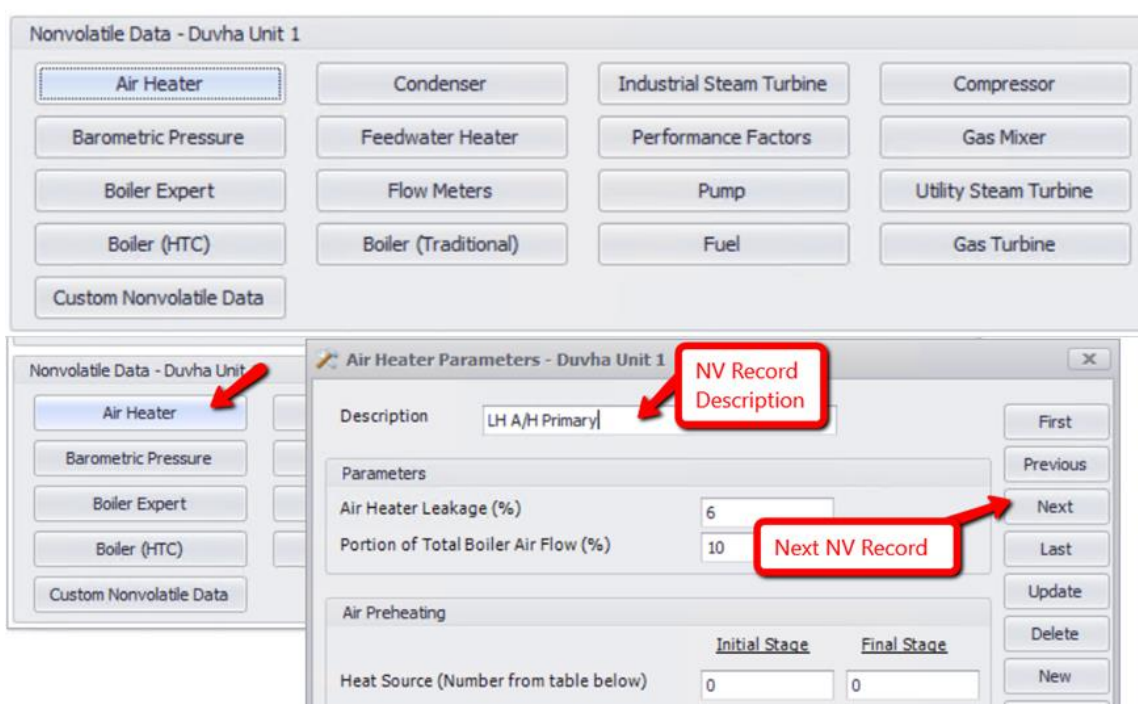 Nonvolatile Data - Duvha Unit 1
Air Heater Condenser Industrial Steam Turbine Compressor
Barometric Pressure Feedwater Heater Performance Factors Gas Mixer
Boiler Expert Flow Meters Pump Utility Steam Turbine
Boiler (HTC) Boiler (Traditional) Fuel Gas Turbine
Custom Nonvolatile Data
Nonvolatile Data - Duvha Unit
Air Heater
Barometric Pressure
Boiler Expert
Boiler (HTC)
Custom Nonvolatile Data
Air Heater Parameters - Duvha Unit 1
NV Record
Description
Description LH A/H Primary
Parameters
Air Heater Leakage (%) 6
Portion of Total Boiler Air Flow (%) 10
Next NV Record
Air Preheating
Initial Stage Final Stage
Heat Source (Number from table below) 0 0
First
Previous
Next
Last
Update
Delete
New